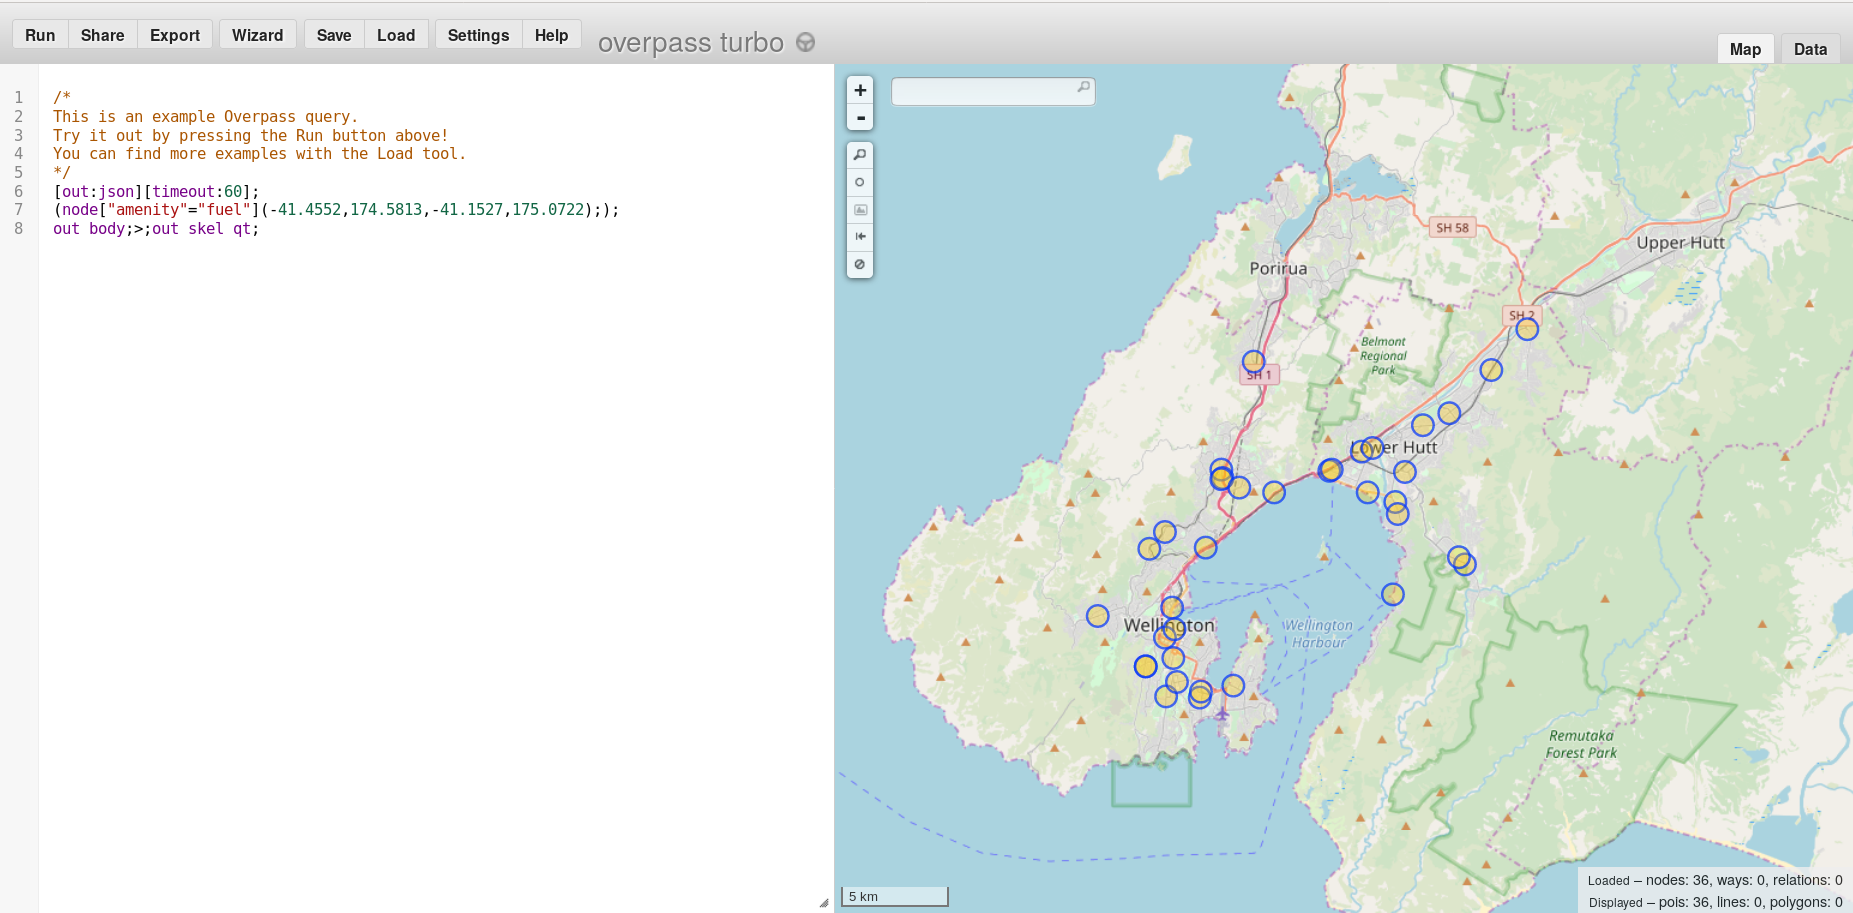 Run Share Export Wizard Save Load Settings Help overpass turbo Map Data
1 /*
2 This is an example Overpass query.
3 Try it out by pressing the Run button above!
4 You can find more examples with the Load tool.
5 */
6 [out:json][timeout:60];
7 (node["amenity"="fuel"](-41.4552,174.5813,-41.1527,175.0722););
8 out body;>;out skel qt;
+
-
SH 58
Upper Hutt
Porirua
SH 2
Belmont
Regional
Park
SH 1
Lower Hutt
Wellington
Wellington
Harbour
Remutaka
Forest Park
5 km
Loaded – nodes: 36, ways: 0, relations: 0
Displayed – pois: 36, lines: 0, polygons: 0